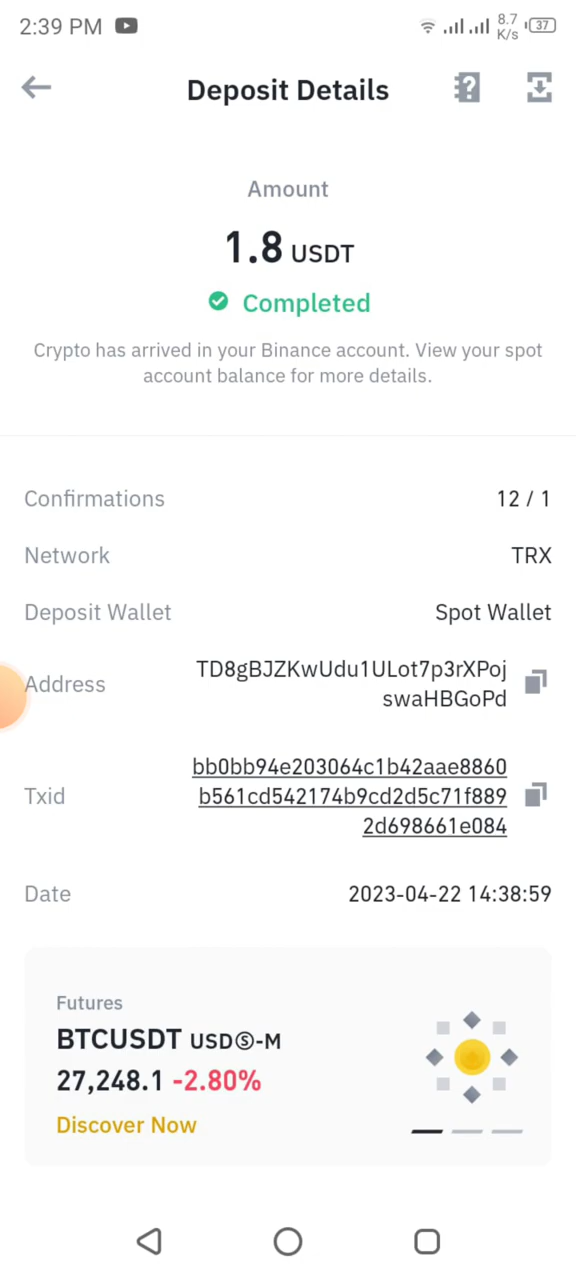 2:39 PM 8.7 K/s 37
Deposit Details
Amount
1.8 USDT
Completed
Crypto has arrived in your Binance account. View your spot
account balance for more details.
Confirmations 12 / 1
Network TRX
Deposit Wallet Spot Wallet
Address TD8gBJZKwUdu1ULot7p3rXPoj
swaHBGoPd
Txid bb0bb94e203064c1b42aae8860
b561cd542174b9cd2d5c71f889
2d698661e084
Date 2023-04-22 14:38:59
Futures
BTCUSDT USDⓈ-M
27,248.1 -2.80%
Discover Now